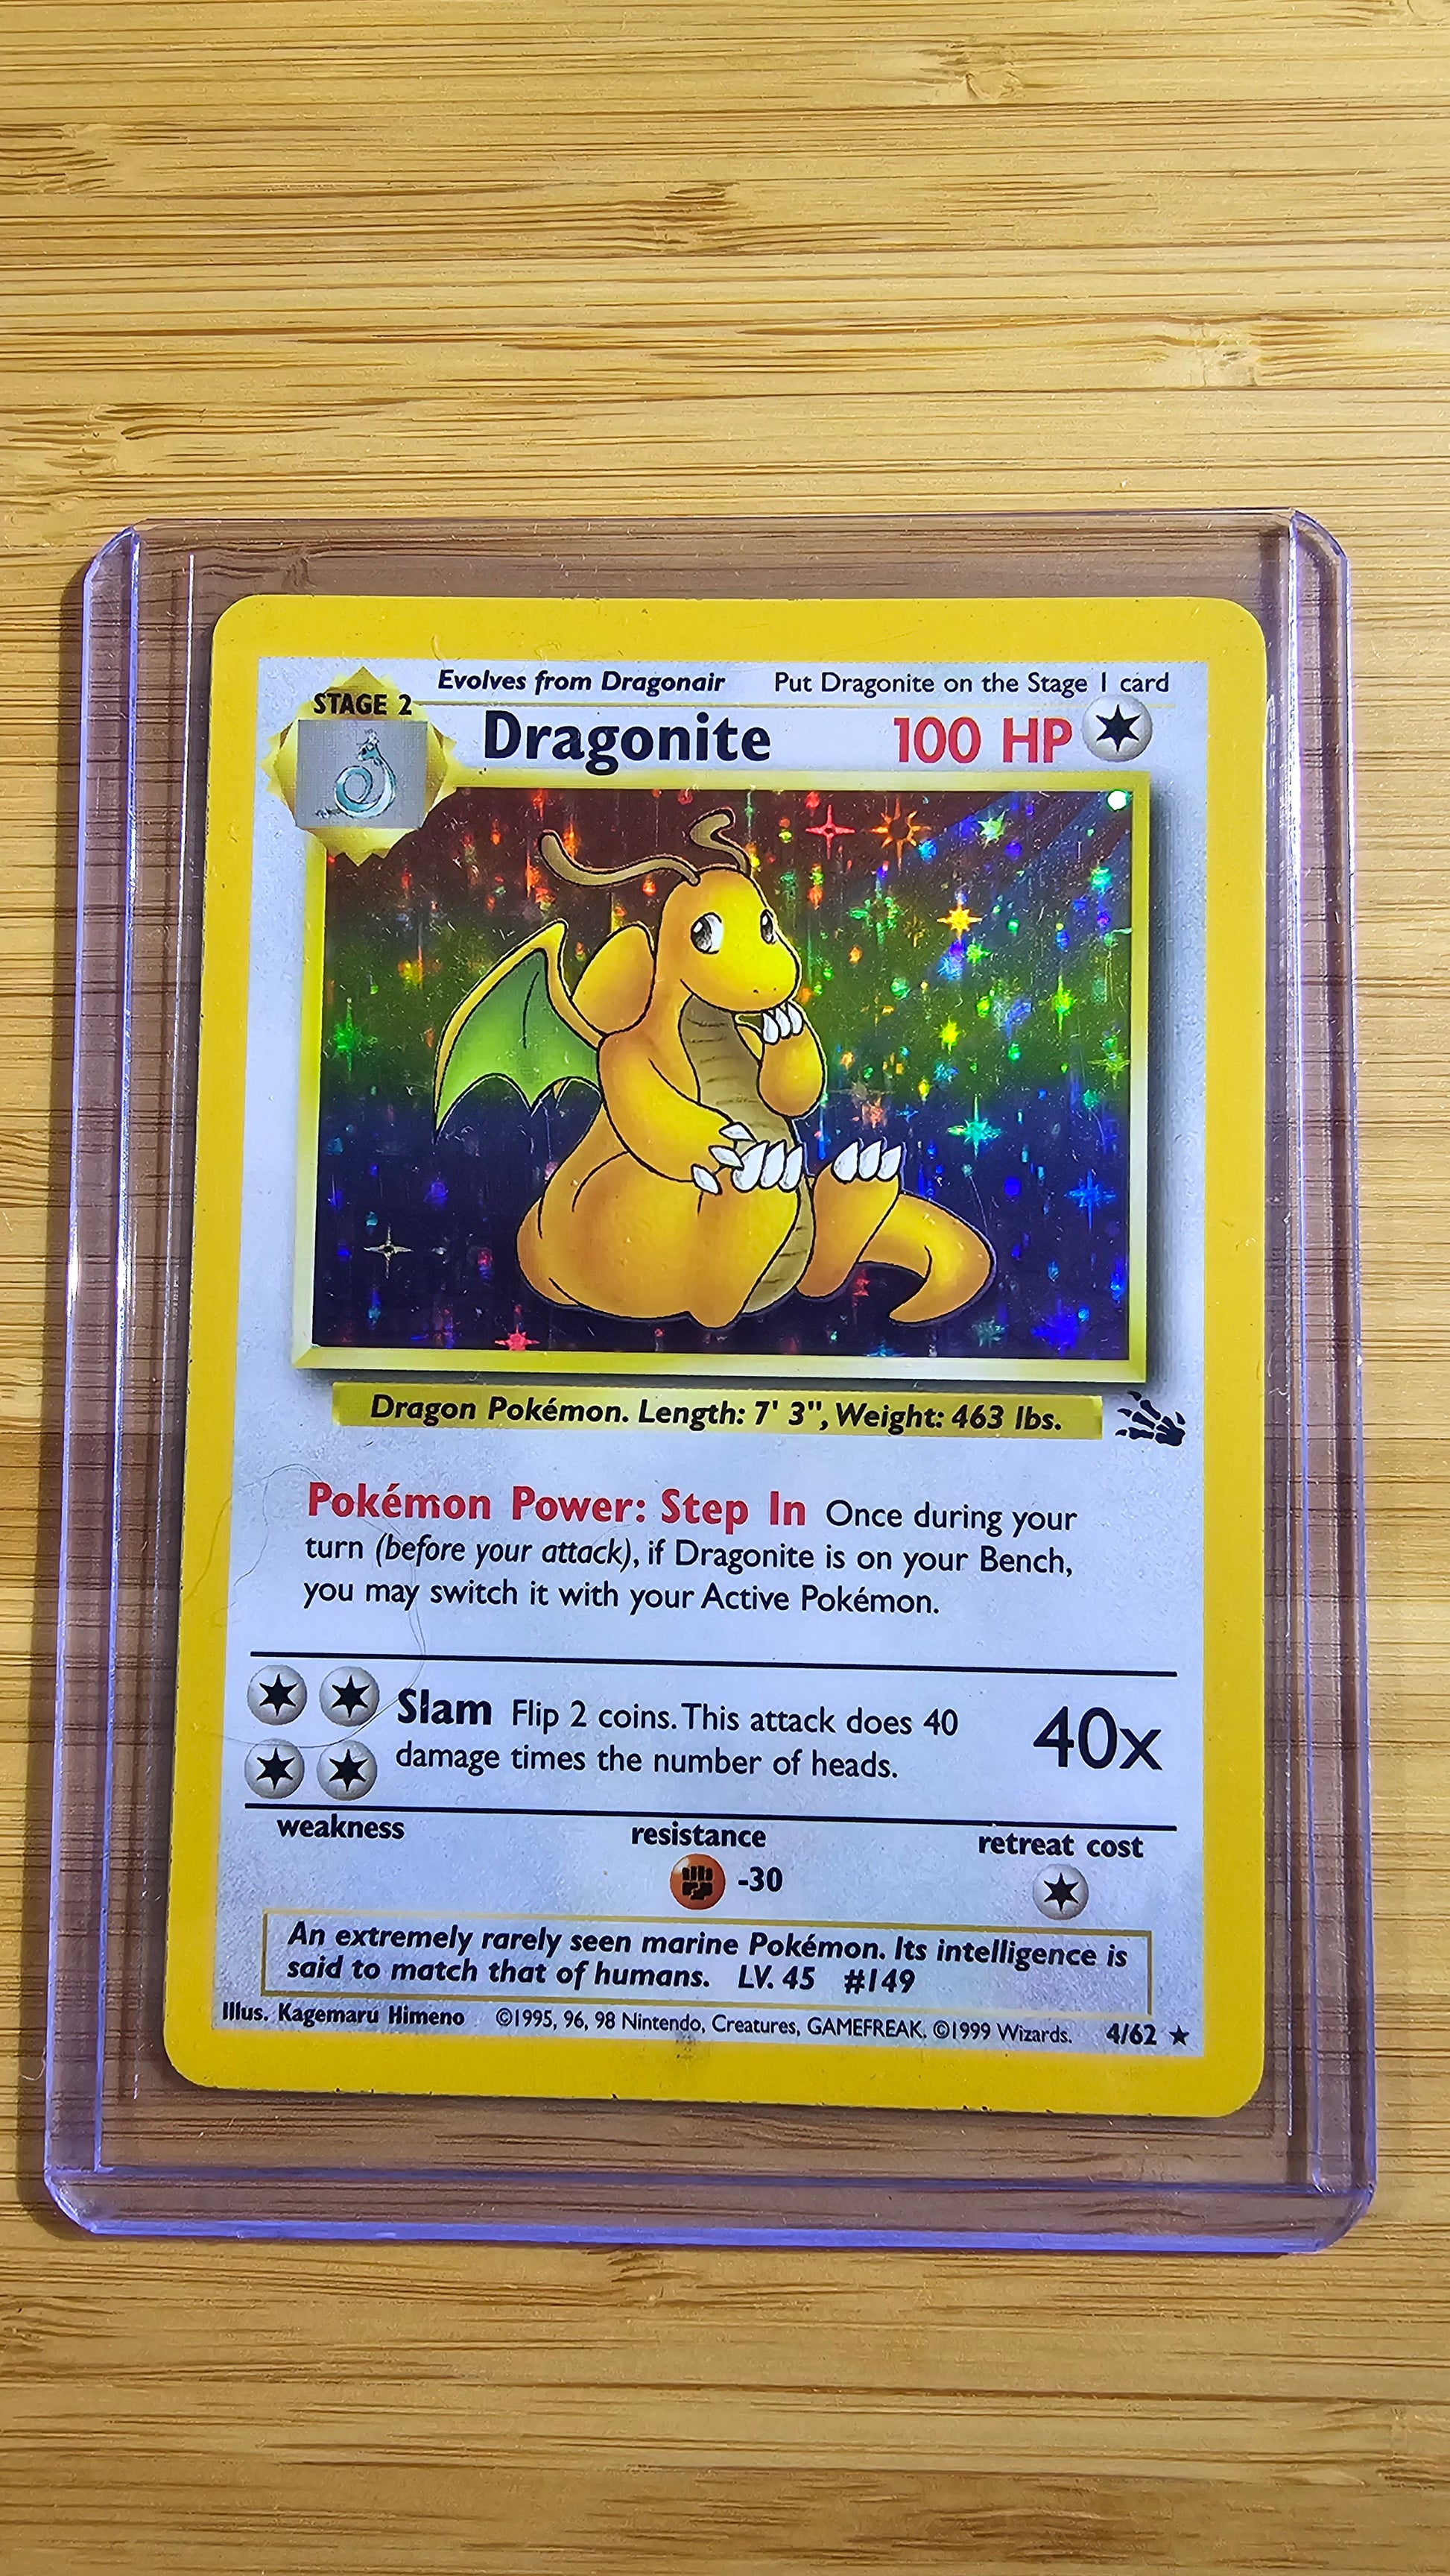 Evolves from Dragonair Put Dragonite on the Stage 1 card
STAGE 2
Dragonite 100 HP
Dragon Pokémon. Length: 7' 3", Weight: 463 lbs.
Pokémon Power: Step In Once during your
turn (before your attack), if Dragonite is on your Bench,
you may switch it with your Active Pokémon.
Slam Flip 2 coins. This attack does 40
damage times the number of heads.
40x
weakness resistance retreat cost
-30
An extremely rarely seen marine Pokémon. Its intelligence is
said to match that of humans. LV. 45 #149
Illus. Kagemaru Himeno ©1995, 96, 98 Nintendo, Creatures, GAMEFREAK. ©1999 Wizards. 4/62 ★